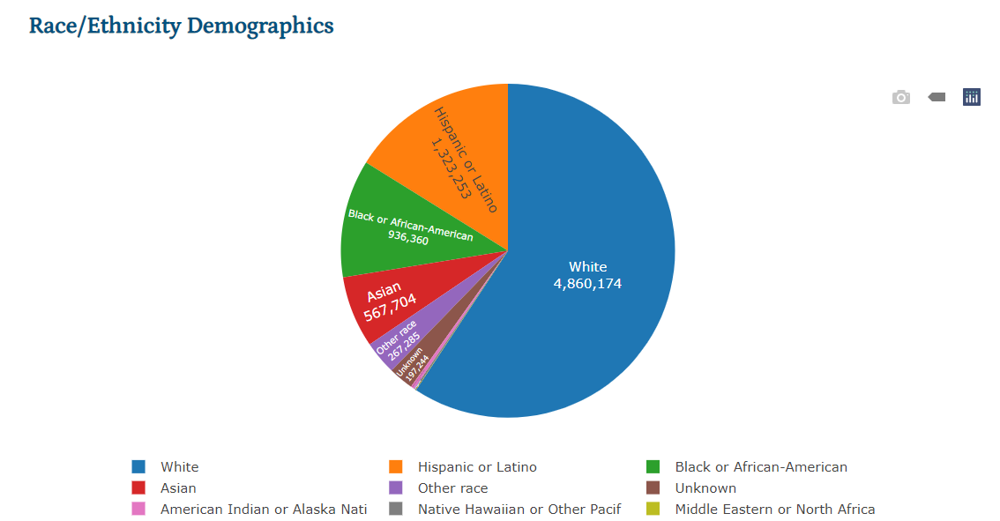 Race/Ethnicity Demographics
Hispanic or Latino
1,323,253
Black or African-American
936,360
White
4,860,174
Asian
567,704
Other race
267,285
Unknown
197,244
White
Hispanic or Latino
Black or African-American
Asian
Other race
Unknown
American Indian or Alaska Nati
Native Hawaiian or Other Pacif
Middle Eastern or North Africa